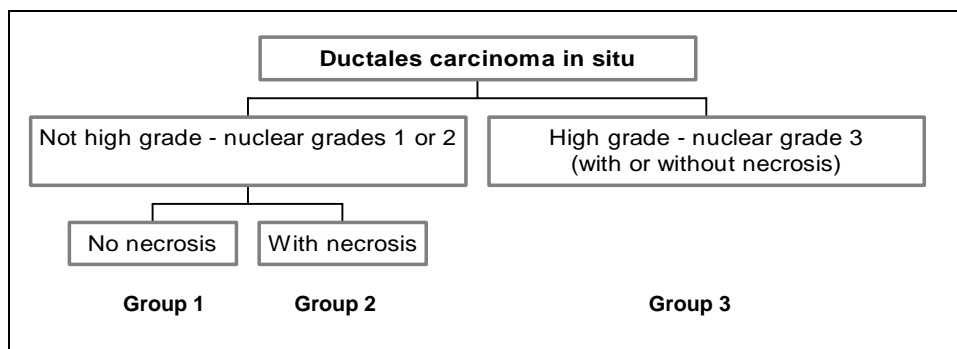 Ductales carcinoma in situ
Not high grade - nuclear grades 1 or 2
High grade - nuclear grade 3
(with or without necrosis)
No necrosis
With necrosis
Group 1
Group 2
Group 3